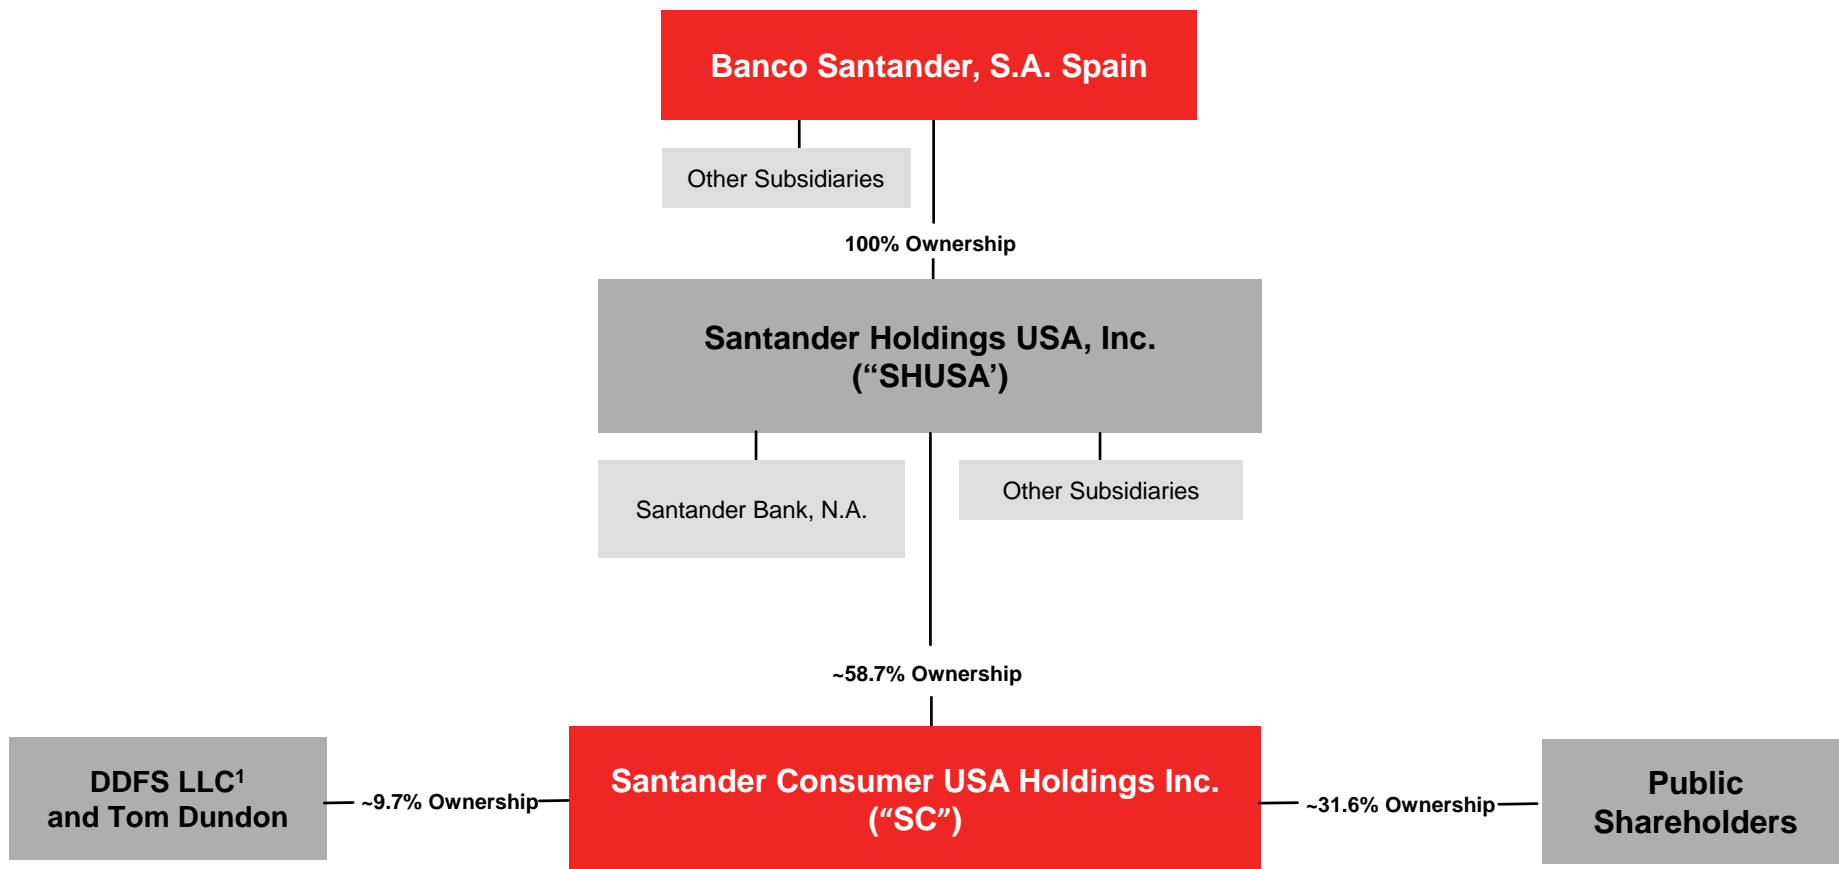 Banco Santander, S.A. Spain
Other Subsidiaries
100% Ownership
Santander Holdings USA, Inc.
(“SHUSA’)
Santander Bank, N.A.
Other Subsidiaries
~58.7% Ownership
DDFS LLC¹
and Tom Dundon
~9.7% Ownership
Santander Consumer USA Holdings Inc.
(“SC”)
~31.6% Ownership
Public
Shareholders